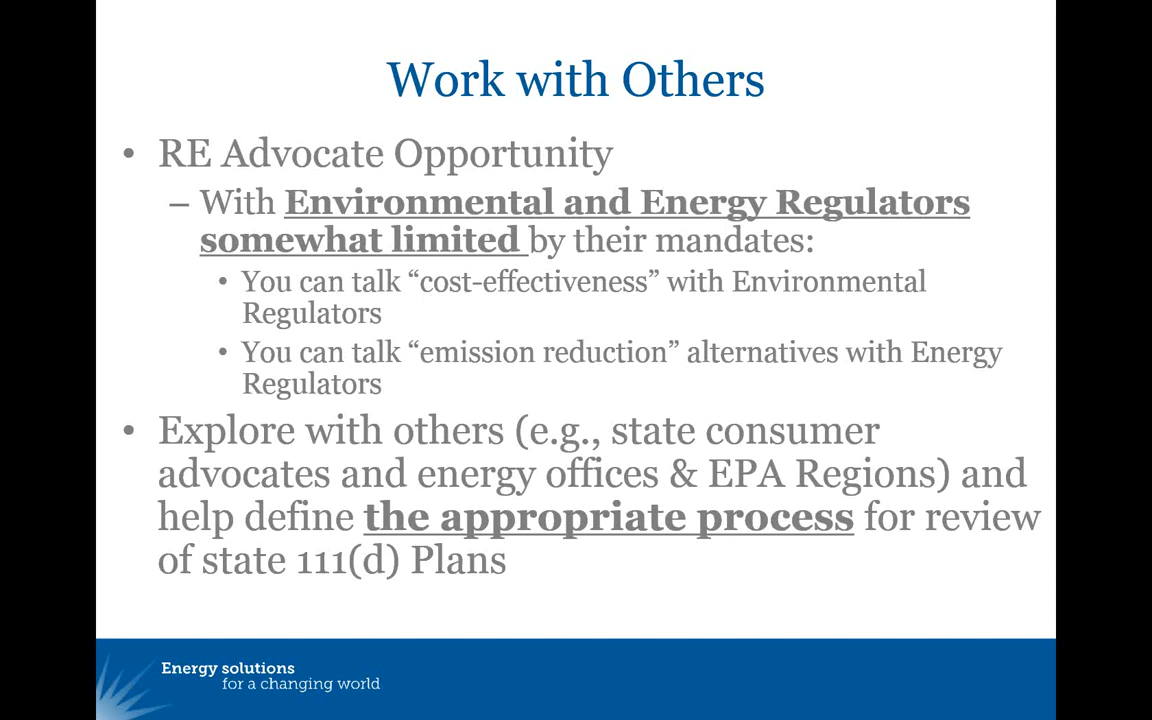 Work with Others
• RE Advocate Opportunity
– With Environmental and Energy Regulators
somewhat limited by their mandates:
• You can talk “cost-effectiveness” with Environmental
Regulators
• You can talk “emission reduction” alternatives with Energy
Regulators
• Explore with others (e.g., state consumer
advocates and energy offices & EPA Regions) and
help define the appropriate process for review
of state 111(d) Plans
Energy solutions
for a changing world